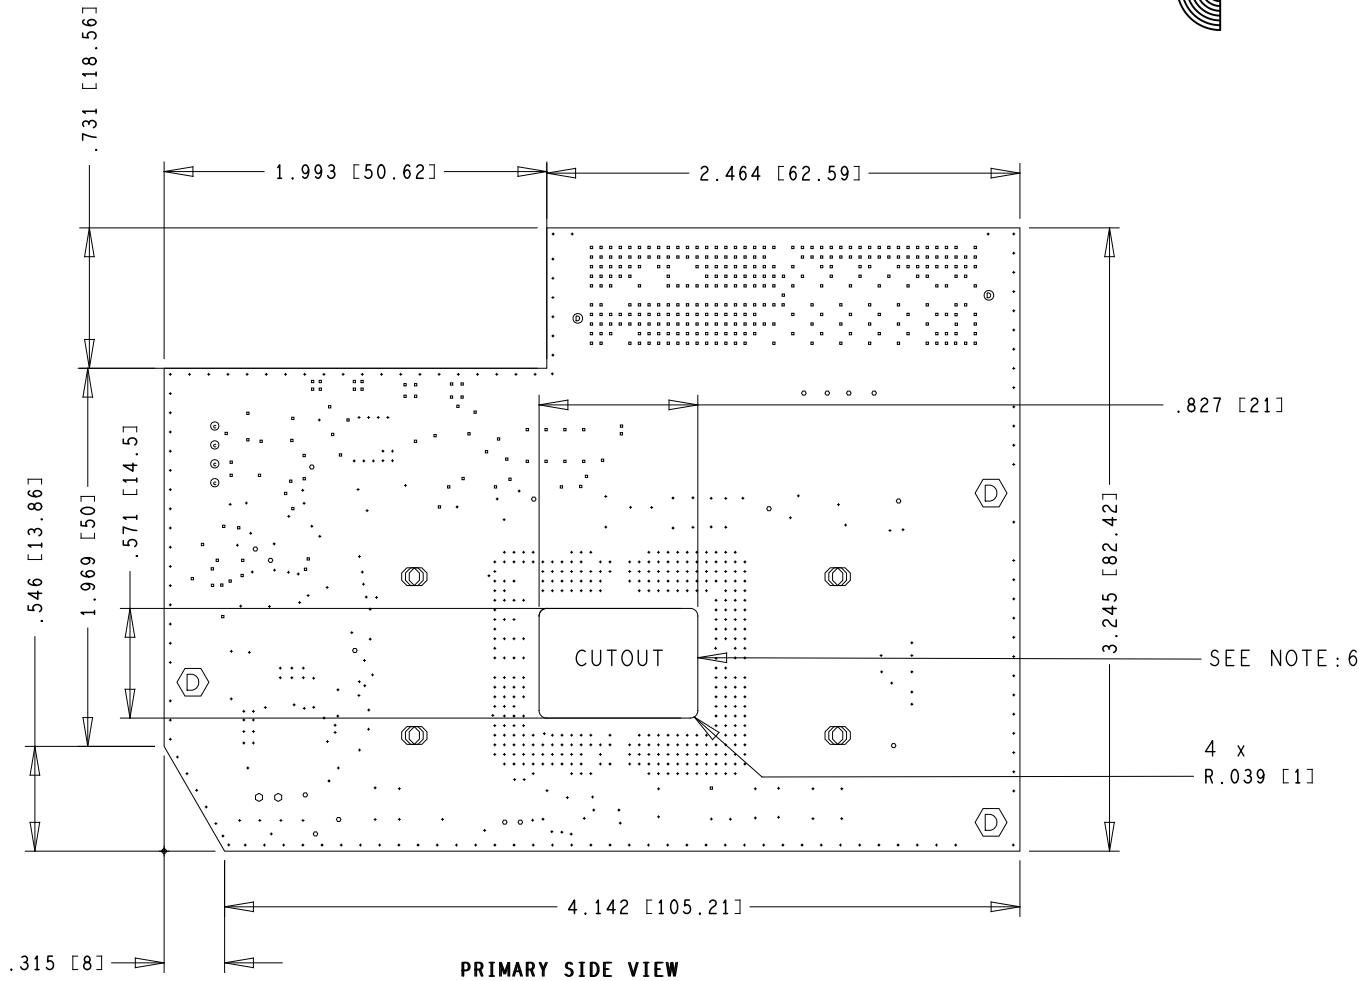 .731 [18.56]
1.993 [50.62]
2.464 [62.59]
D
D
.827 [21]
C
C
C
C
D
.546 [13.86]
1.969 [50]
.571 [14.5]
3.245 [82.42]
CUTOUT
SEE NOTE:6
D
4 x
R.039 [1]
D
4.142 [105.21]
.315 [8]
PRIMARY SIDE VIEW